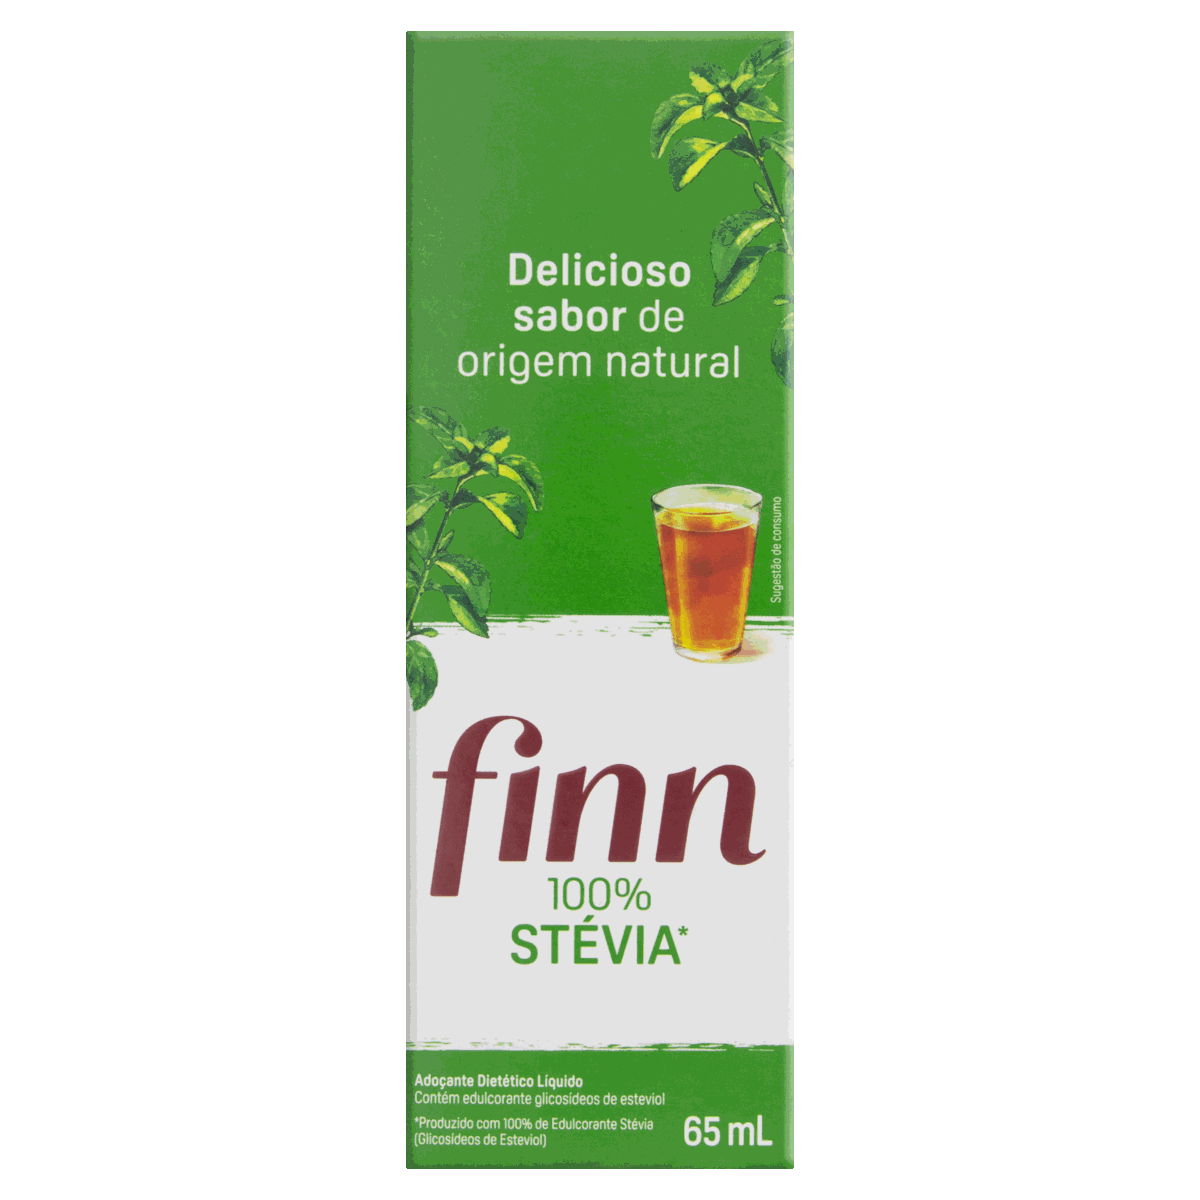 Delicioso
sabor de
origem natural
Sugestão de consumo
finn
100%
STÉVIA*
Adoçante Dietético Líquido
Contém edulcorante glicosídeos de esteviol
*Produzido com 100% de Edulcorante Stévia
(Glicosídeos de Esteviol)
65 mL